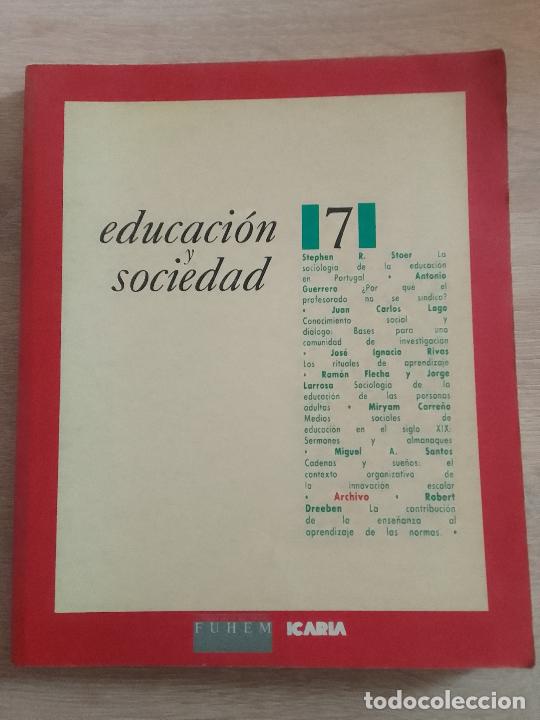 educación
y
sociedad
7
Stephen R. Stoer La
sociología de la educación
en Portugal • Antonio
Guerrero ¿Por qué el
profesorado no se sindica?
• Juan Carlos Lago
Conocimiento social y
diálogo: Bases para una
comunidad de investigación
• José Ignacio Rivas
Los rituales de aprendizaje
• Ramón Flecha y Jorge
Larrosa Sociología de la
educación de las personas
adultas • Miryam Carreño
Medios sociales de
educación en el siglo XIX:
Sermones y almanaques
• Miguel A. Santos
Cadenas y sueños: el
contexto organizativo de
la innovación escolar
• Archivo • Robert
Dreeben La contribución
de la enseñanza al
aprendizaje de las normas. •
FUHEM ICARIA
todocoleccion.net